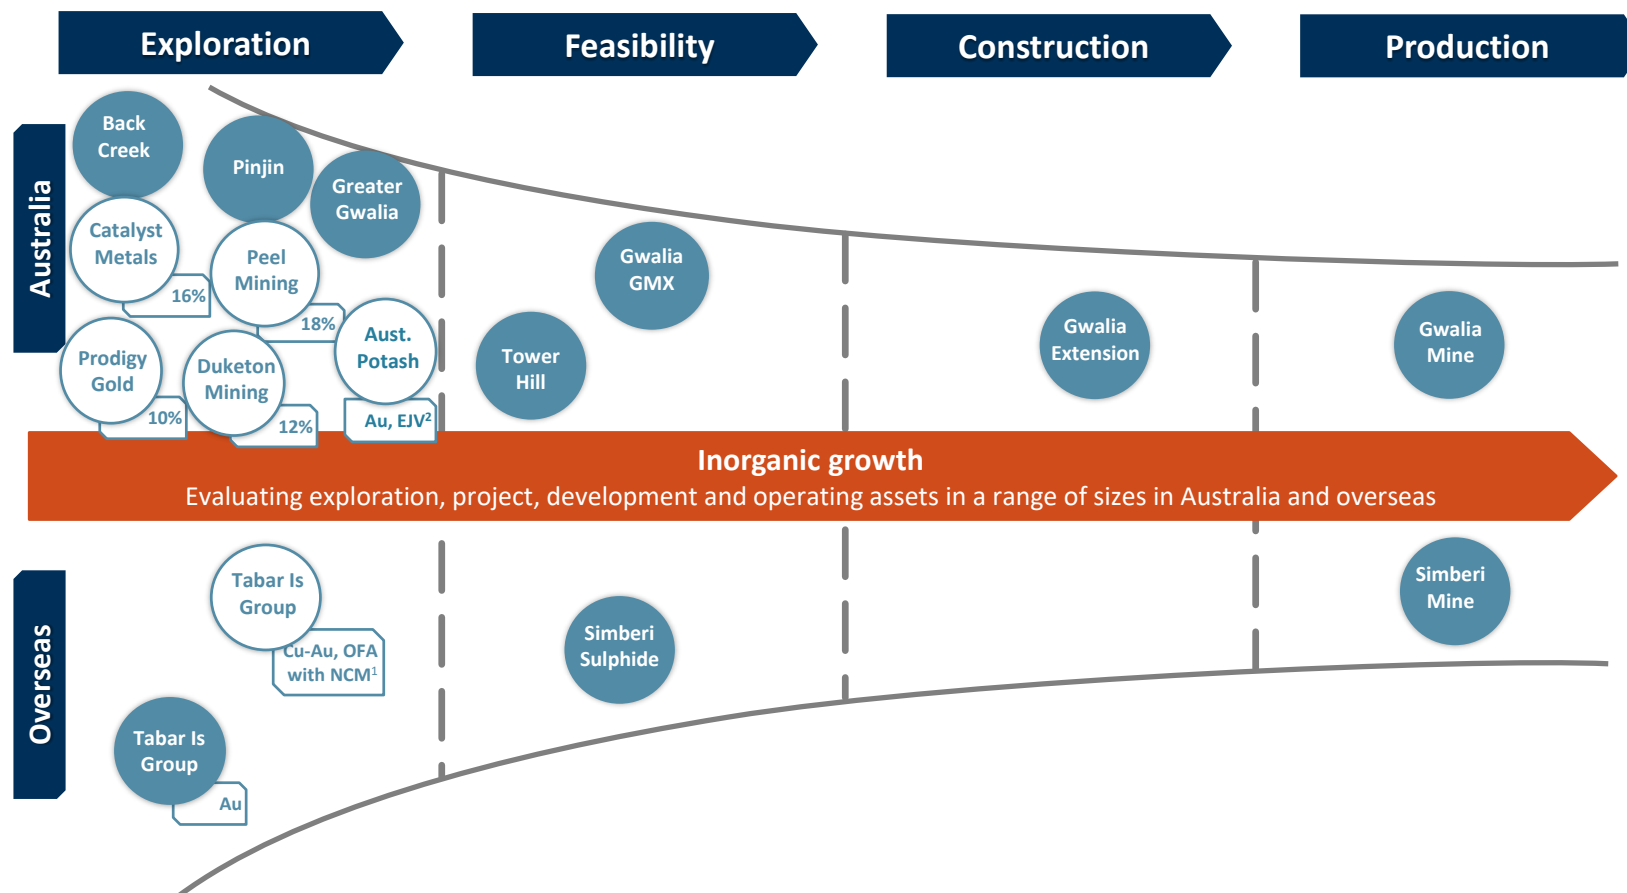 Exploration
Feasibility
Construction
Production
Australia
Back
Creek
Pinjin
Greater
Gwalia
Catalyst
Metals
16%
Peel
Mining
18%
Aust.
Potash
Au, EJV²
Prodigy
Gold
10%
Duketon
Mining
12%
Gwalia
GMX
Tower
Hill
Gwalia
Extension
Gwalia
Mine
Inorganic growth
Evaluating exploration, project, development and operating assets in a range of sizes in Australia and overseas
Overseas
Tabar Is
Group
Cu-Au, OFA
with NCM¹
Tabar Is
Group
Au
Simberi
Sulphide
Simberi
Mine